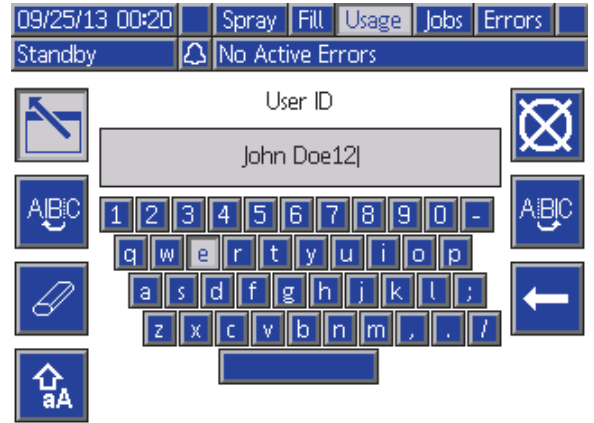 09/25/13 00:20 Spray Fill Usage Jobs Errors
Standby No Active Errors
User ID
John Doe12
ABC ABC
1 2 3 4 5 6 7 8 9 0 -
q w e r t y u i o p
a s d f g h j k l ;
z x c v b n m , . /
aA